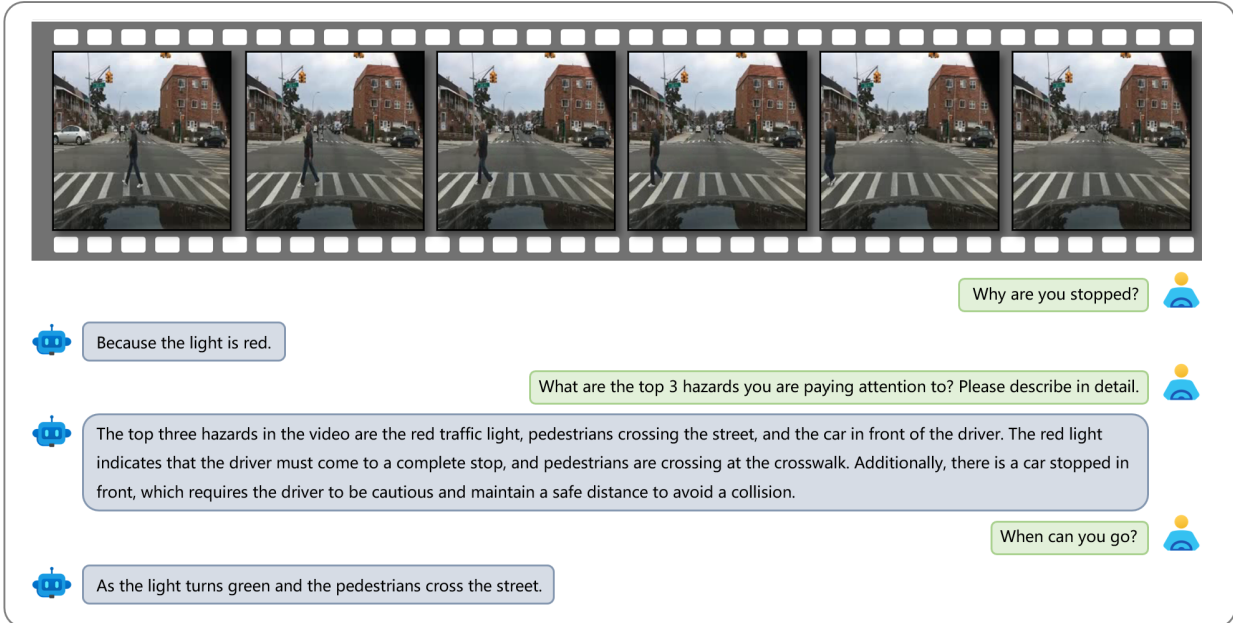 Why are you stopped?
Because the light is red.
What are the top 3 hazards you are paying attention to? Please describe in detail.
The top three hazards in the video are the red traffic light, pedestrians crossing the street, and the car in front of the driver. The red light
indicates that the driver must come to a complete stop, and pedestrians are crossing at the crosswalk. Additionally, there is a car stopped in
front, which requires the driver to be cautious and maintain a safe distance to avoid a collision.
When can you go?
As the light turns green and the pedestrians cross the street.